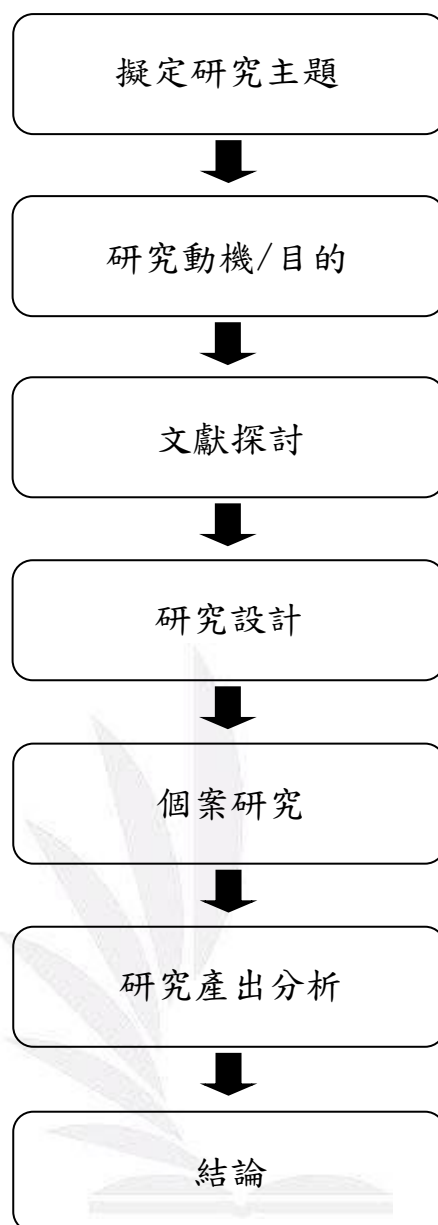 擬定研究主題
研究動機/目的
文獻探討
研究設計
個案研究
研究產出分析
結論